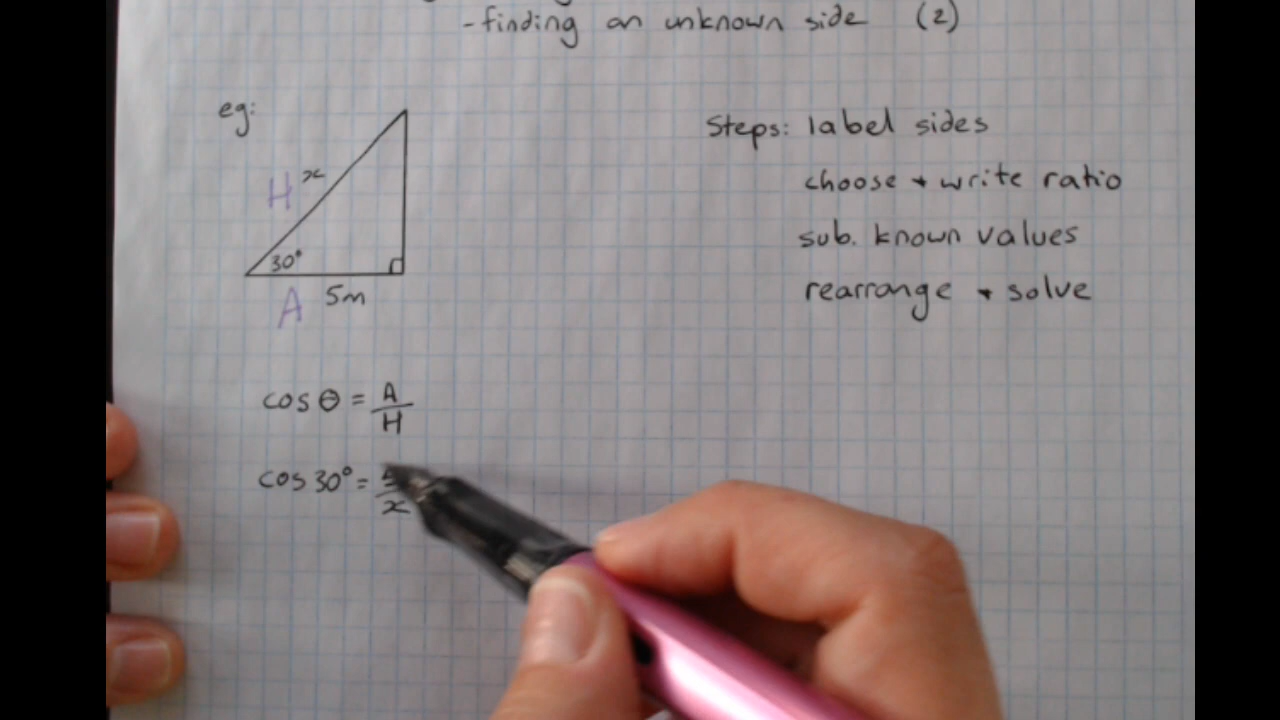 -finding an unknown side (2)
eg:
Steps: label sides
choose + write ratio
sub. known values
rearrange + solve
H x
30°
A 5m
cos θ = A/H
cos 30° = 5/x